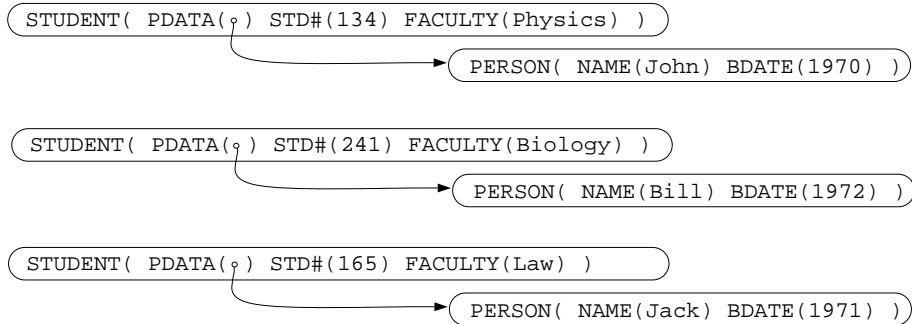 STUDENT( PDATA( ) STD#(134) FACULTY(Physics) )
PERSON( NAME(John) BDATE(1970) )
STUDENT( PDATA( ) STD#(241) FACULTY(Biology) )
PERSON( NAME(Bill) BDATE(1972) )
STUDENT( PDATA( ) STD#(165) FACULTY(Law) )
PERSON( NAME(Jack) BDATE(1971) )